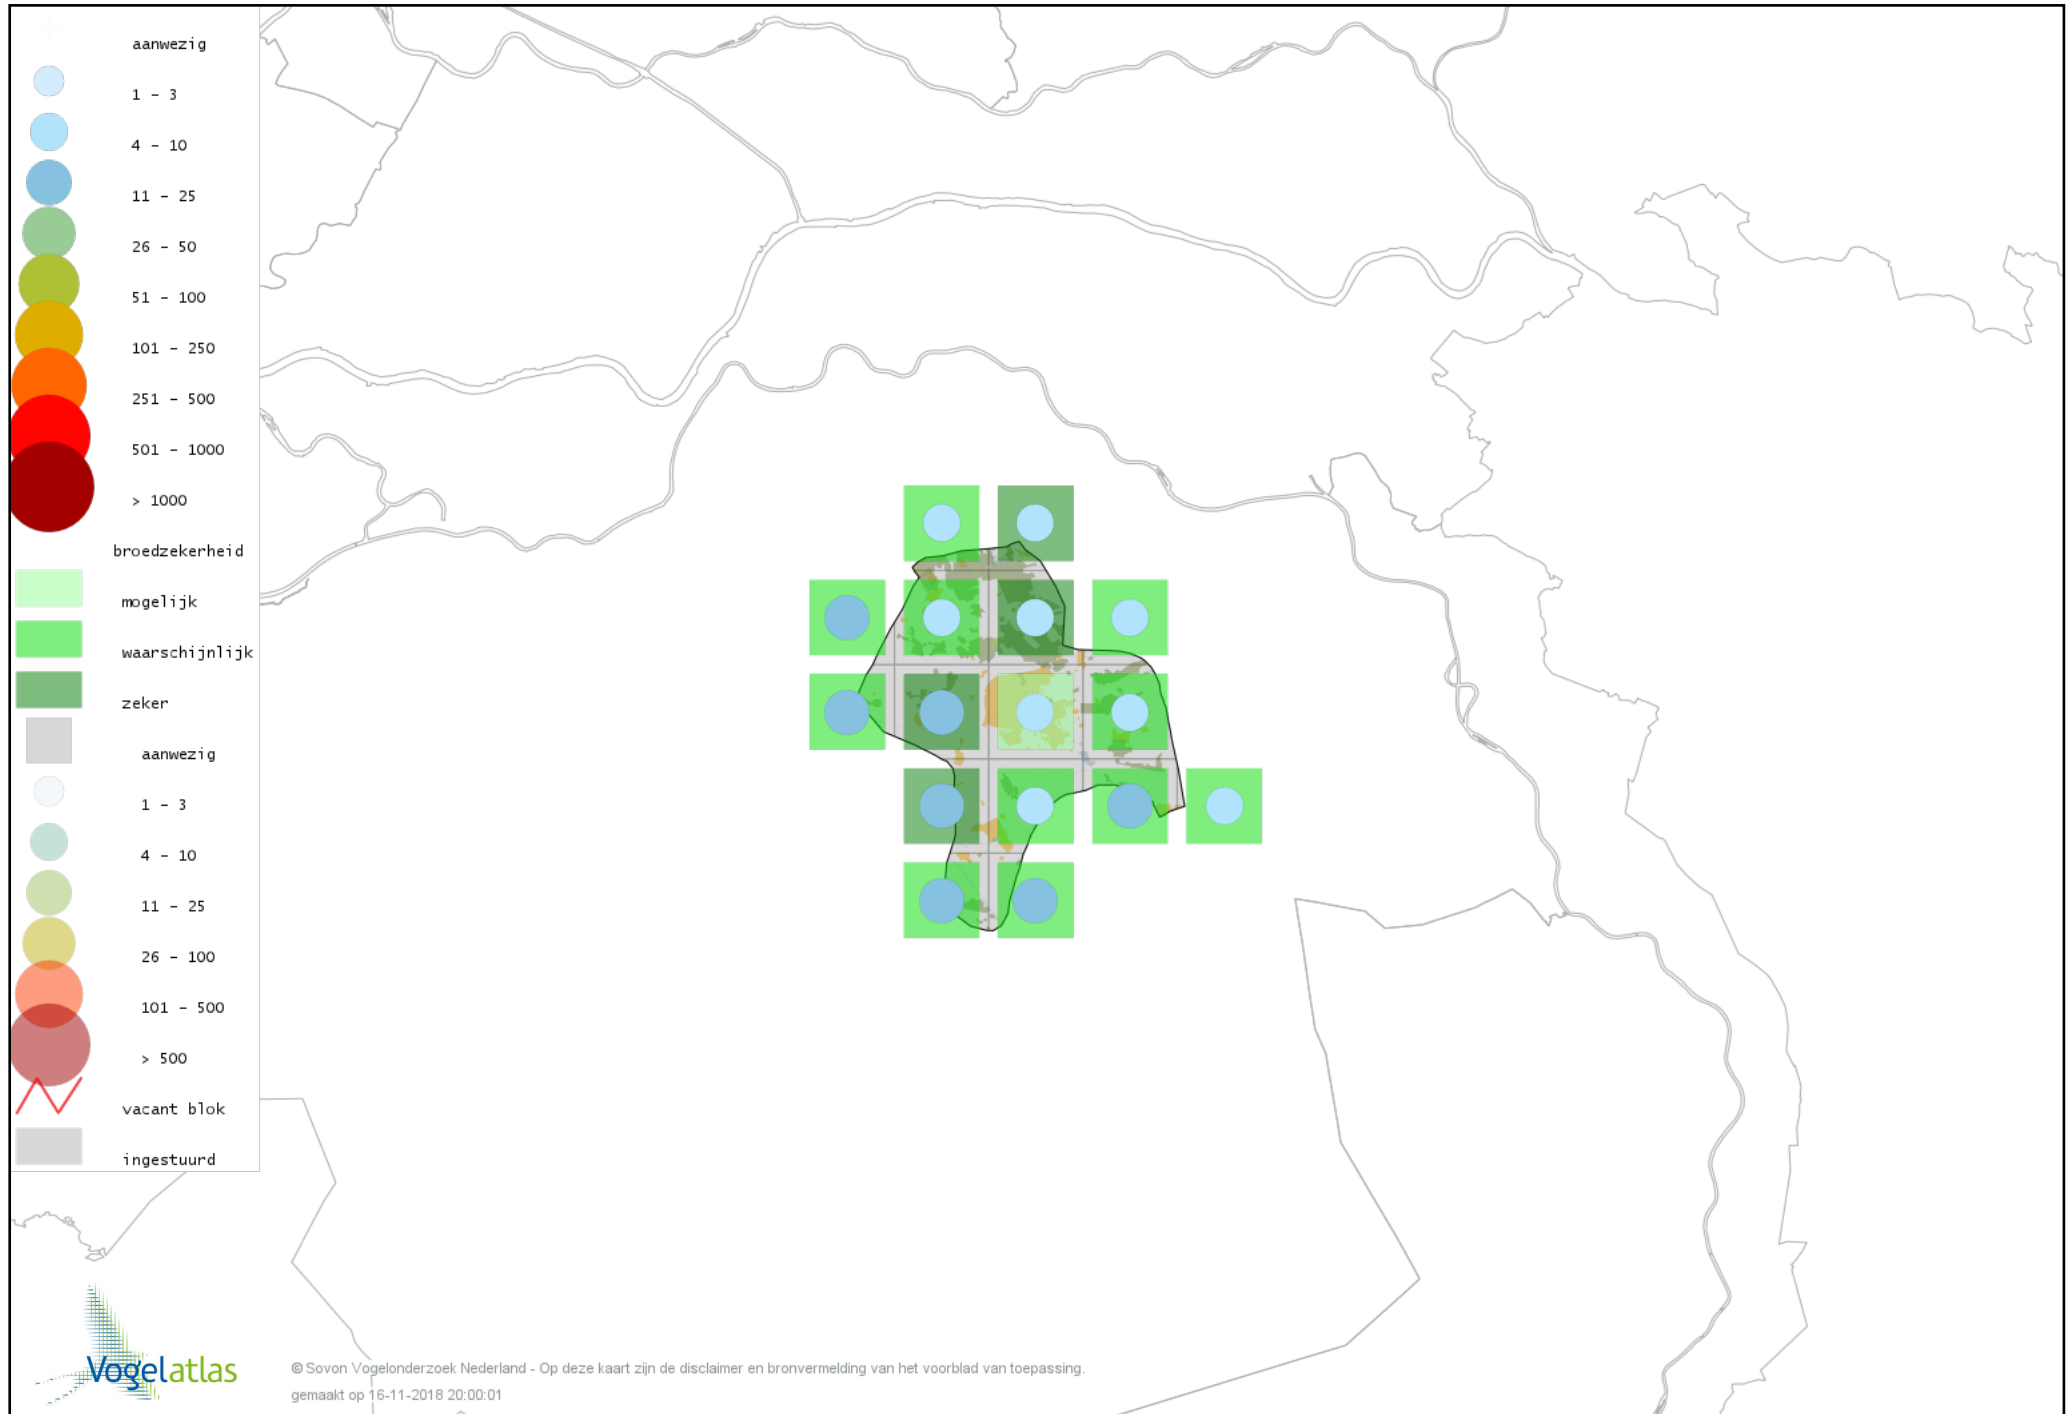 aanwezig
1 - 3
4 - 10
11 - 25
26 - 50
51 - 100
101 - 250
251 - 500
501 - 1000
> 1000
broedzekerheid
mogelijk
waarschijnlijk
zeker
aanwezig
1 - 3
4 - 10
11 - 25
26 - 100
101 - 500
> 500
vacant blok
ingestuurd
Vogelatlas
© Sovon Vogelonderzoek Nederland - Op deze kaart zijn de disclaimer en bronvermelding van het voorblad van toepassing.
gemaakt op 16-11-2018 20:00:01